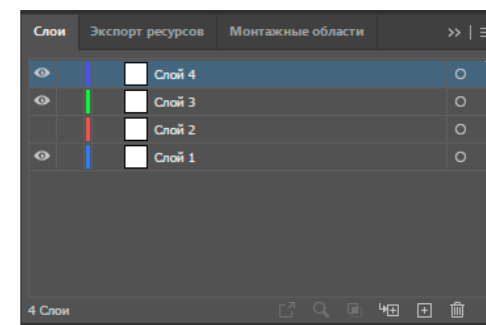 Слои Экспорт ресурсов Монтажные области
Слой 4
Слой 3
Слой 2
Слой 1
4 Слои